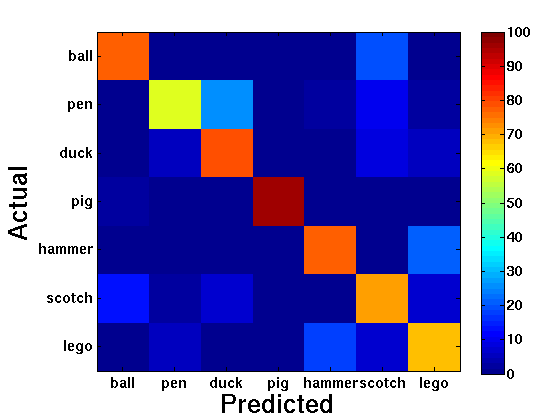 100
ball
90
pen
80
70
duck
60
Actual
pig
50
40
hammer
30
scotch
20
10
lego
0
ball pen duck pig hammer scotch lego
Predicted